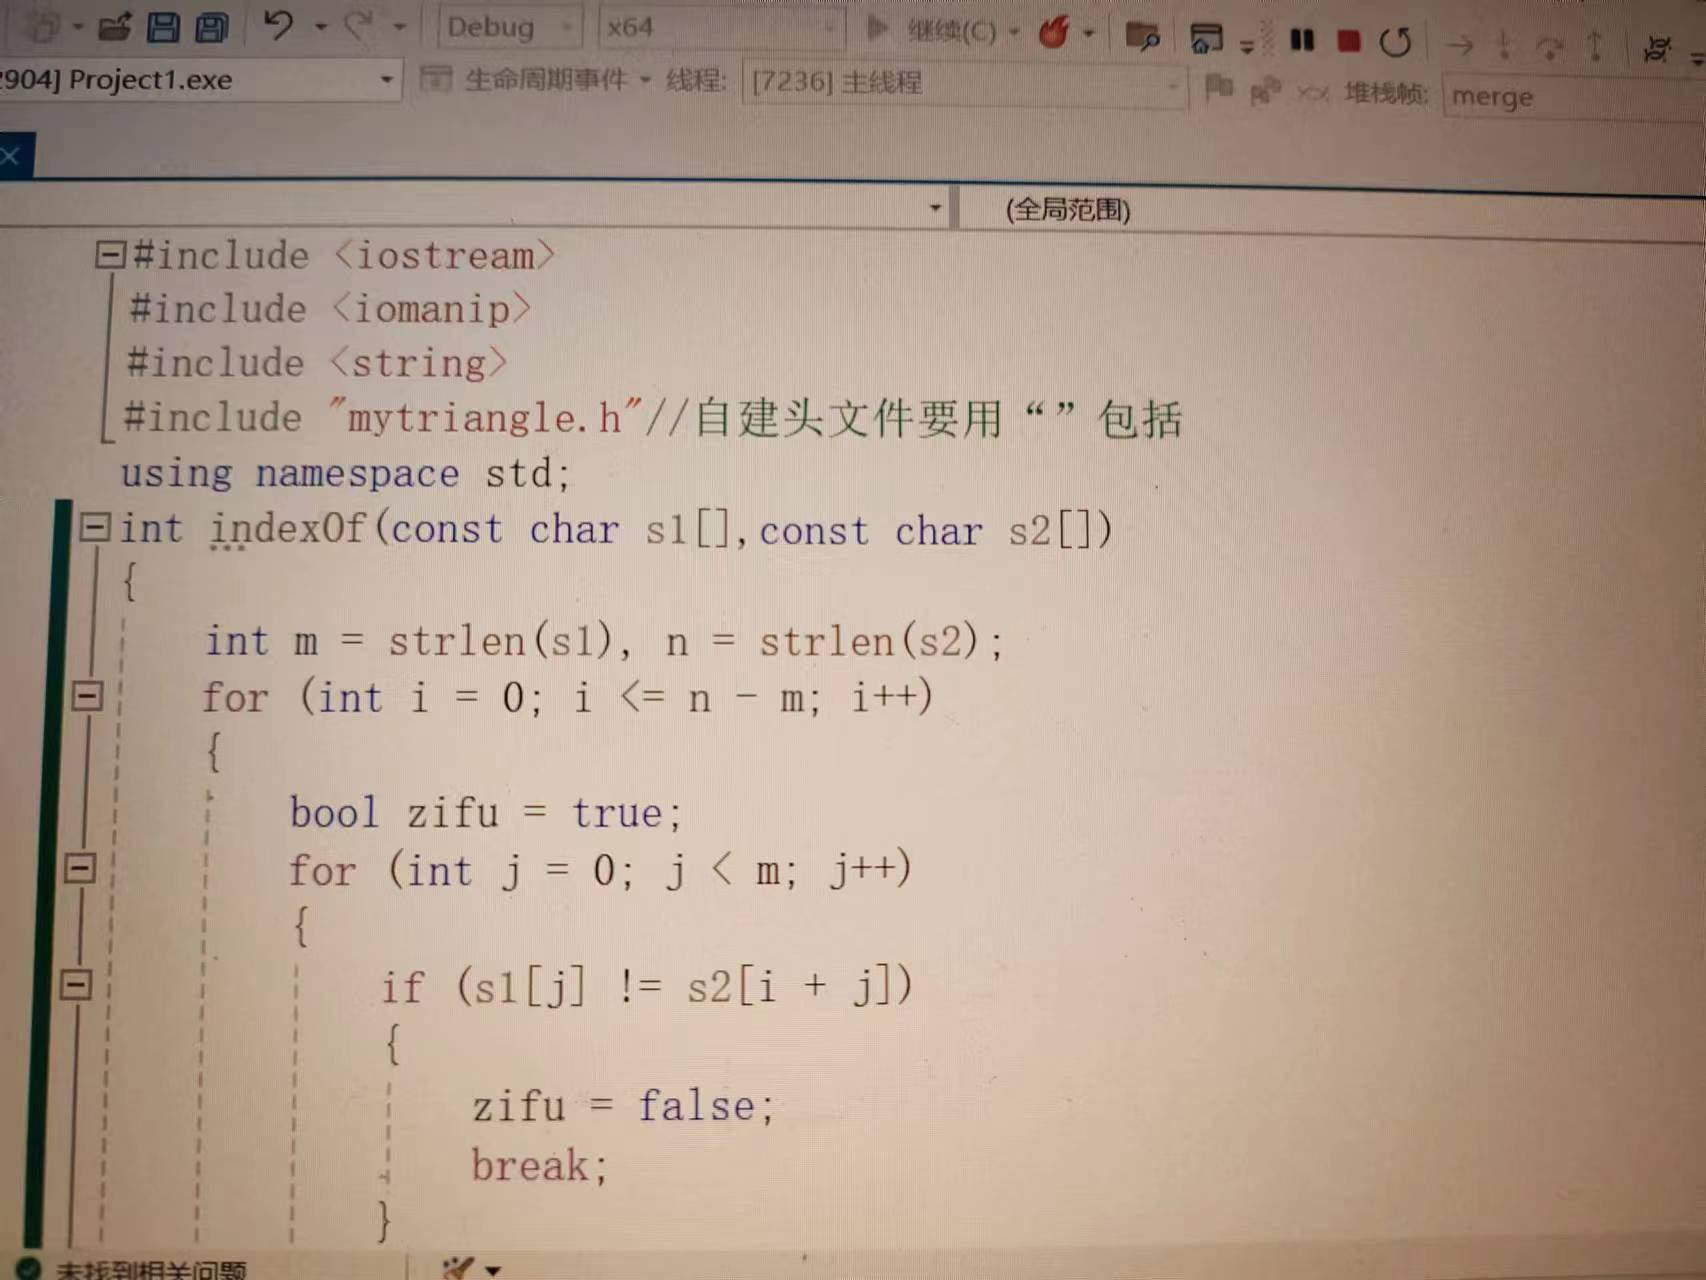 Debug x64 继续(C)
904] Project1.exe 生命周期事件 线程: [7236] 主线程 堆栈帧: merge
(全局范围)
#include <iostream>
#include <iomanip>
#include <string>
#include "mytriangle.h"//自建头文件要用“”包括
using namespace std;
int indexOf(const char s1[],const char s2[])
{
int m = strlen(s1), n = strlen(s2);
for (int i = 0; i <= n - m; i++)
{
bool zifu = true;
for (int j = 0; j < m; j++)
{
if (s1[j] != s2[i + j])
{
zifu = false;
break;
}
未找到相关问题